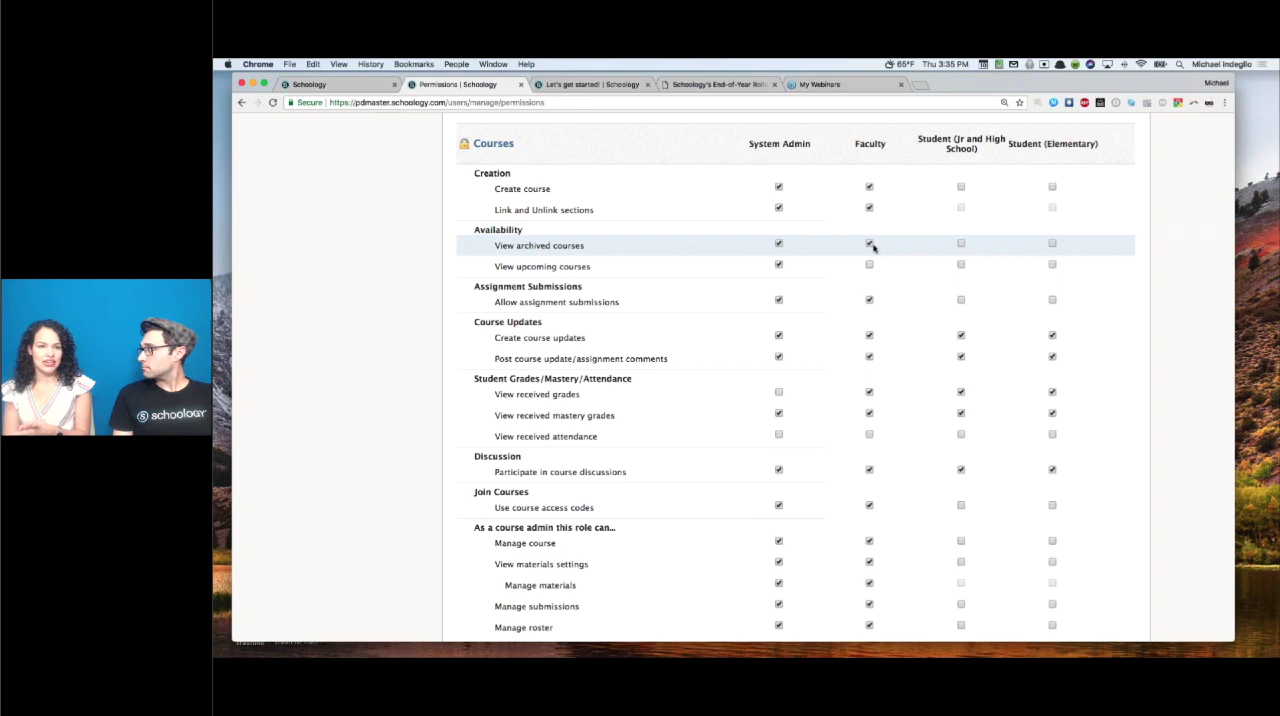 Chrome File Edit View History Bookmarks People Window Help 65°F Thu 3:35 PM Michael Indeglio
Schoology Permissions | Schoology Let's get started! | Schoology Schoology's End-of-Year Roll My Webinars Michael
Secure https://pdmaster.schoology.com/users/manage/permissions
Courses System Admin Faculty Student (Jr and High School) Student (Elementary)
Creation
Create course
Link and Unlink sections
Availability
View archived courses
View upcoming courses
Assignment Submissions
Allow assignment submissions
Course Updates
Create course updates
Post course update/assignment comments
Student Grades/Mastery/Attendance
View received grades
View received mastery grades
View received attendance
Discussion
Participate in course discussions
Join Courses
Use course access codes
As a course admin this role can...
Manage course
View materials settings
Manage materials
Manage submissions
Manage roster
schoology